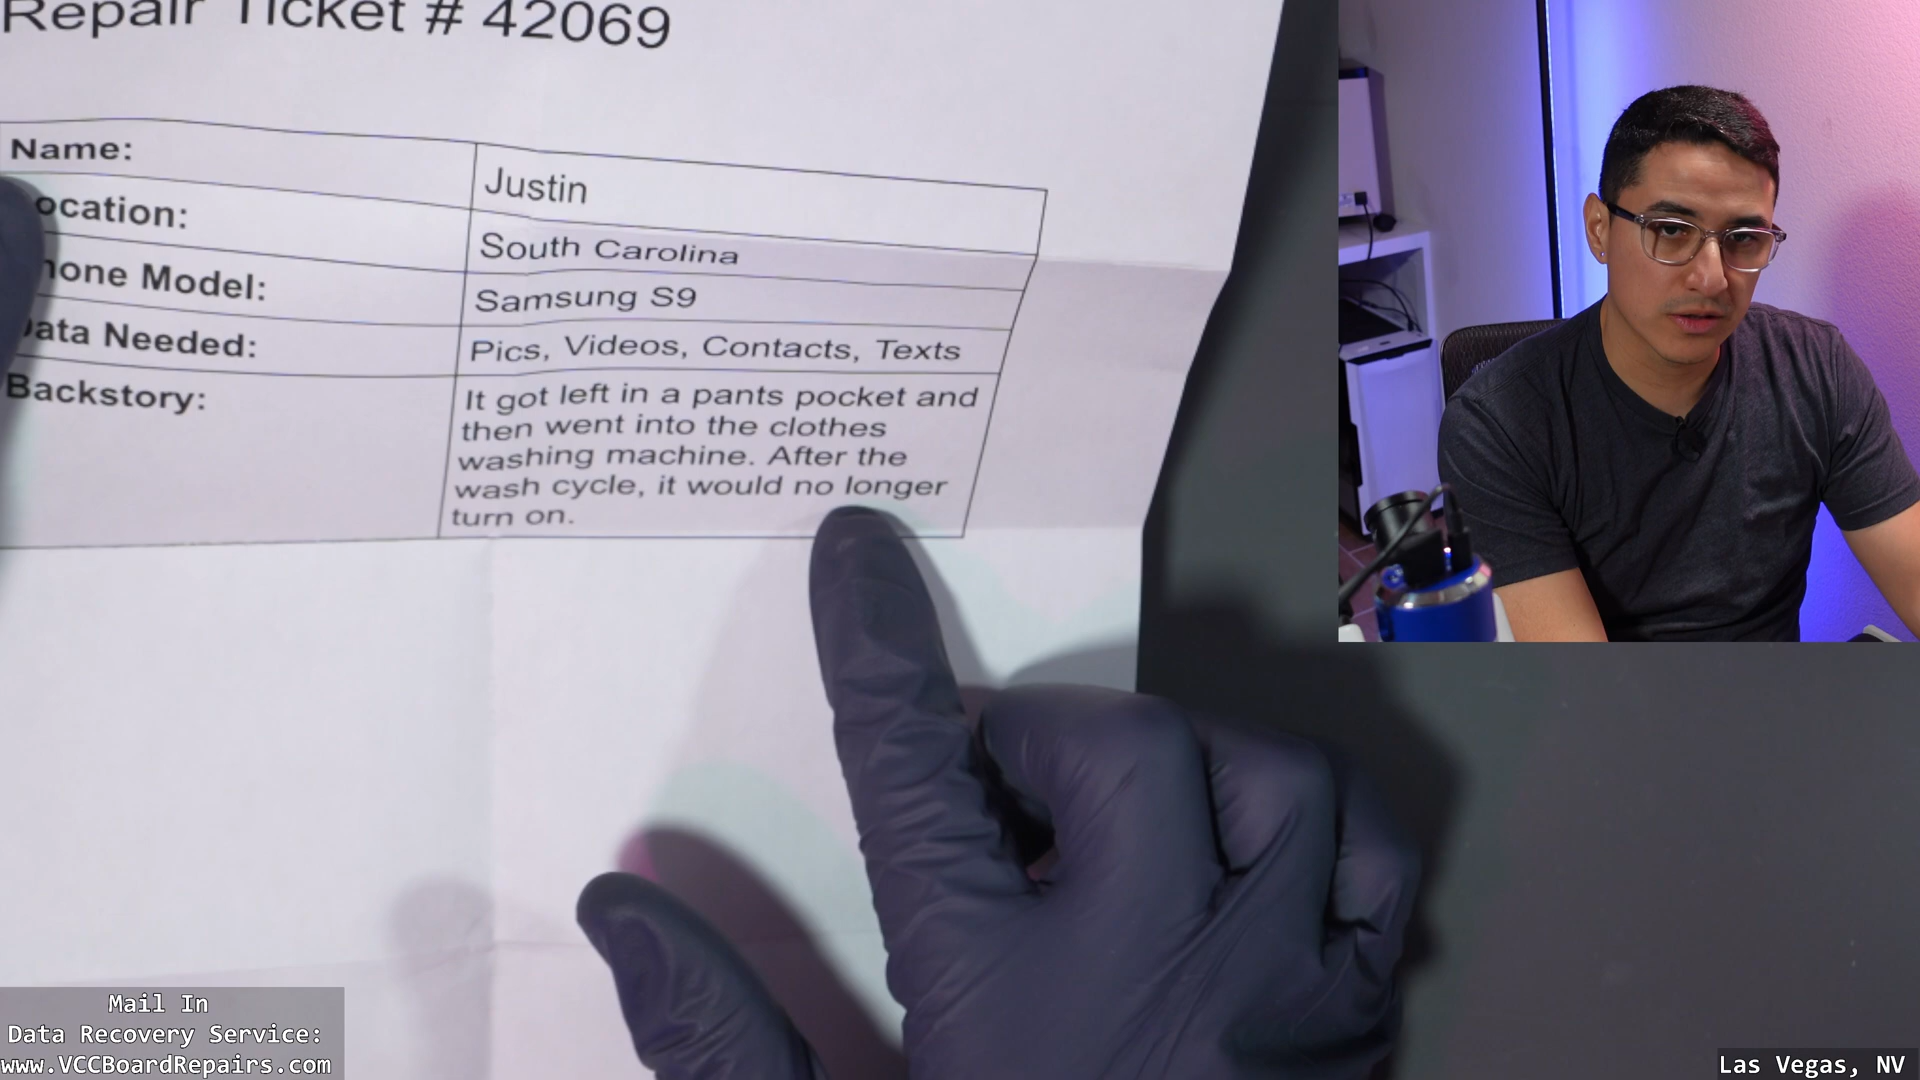 Repair Ticket # 42069
Name:
Justin
ocation:
South Carolina
hone Model:
Samsung S9
ata Needed:
Pics, Videos, Contacts, Texts
Backstory:
It got left in a pants pocket and
then went into the clothes
washing machine. After the
wash cycle, it would no longer
turn on.
Mail In
Data Recovery Service:
www.VCCBoardRepairs.com
Las Vegas, NV